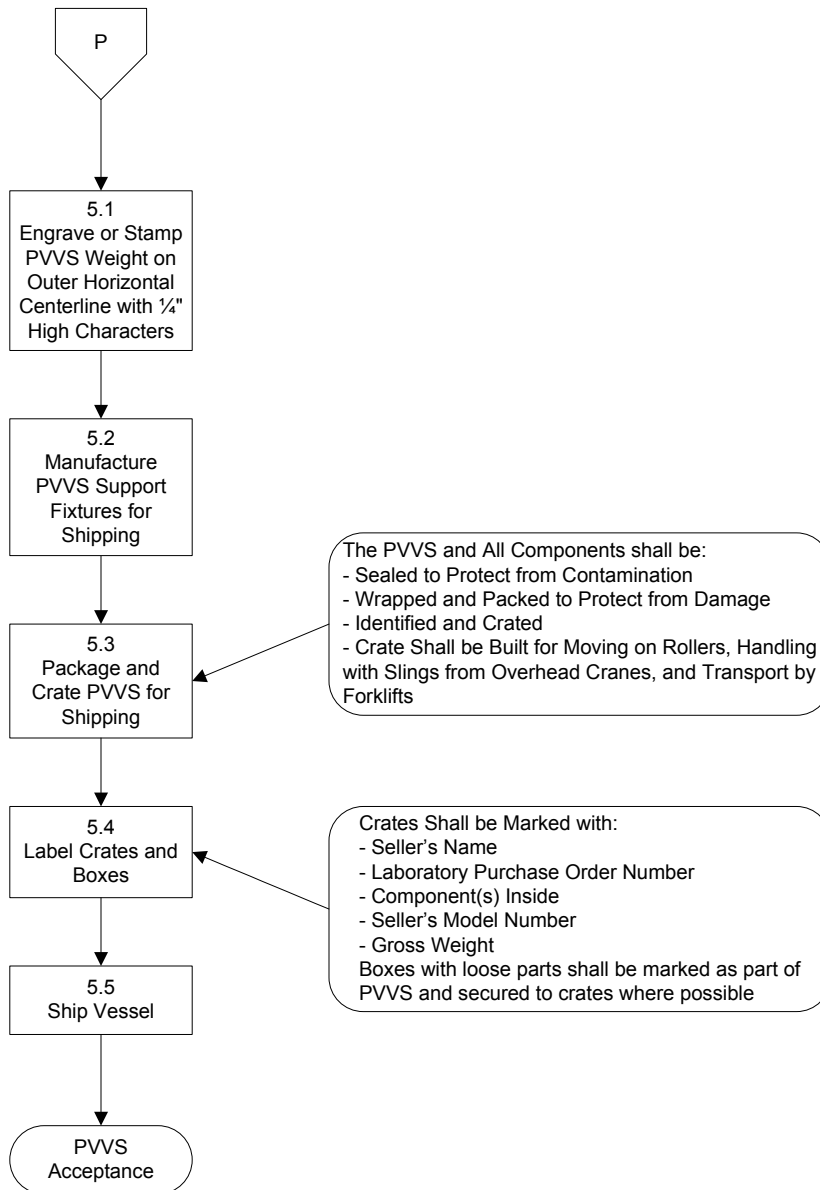 P
5.1
Engrave or Stamp
PVVS Weight on
Outer Horizontal
Centerline with ¼"
High Characters
5.2
Manufacture
PVVS Support
Fixtures for
Shipping
The PVVS and All Components shall be:
- Sealed to Protect from Contamination
- Wrapped and Packed to Protect from Damage
- Identified and Crated
- Crate Shall be Built for Moving on Rollers, Handling
with Slings from Overhead Cranes, and Transport by
Forklifts
5.3
Package and
Crate PVVS for
Shipping
5.4
Label Crates and
Boxes
Crates Shall be Marked with:
- Seller's Name
- Laboratory Purchase Order Number
- Component(s) Inside
- Seller's Model Number
- Gross Weight
Boxes with loose parts shall be marked as part of
PVVS and secured to crates where possible
5.5
Ship Vessel
PVVS
Acceptance